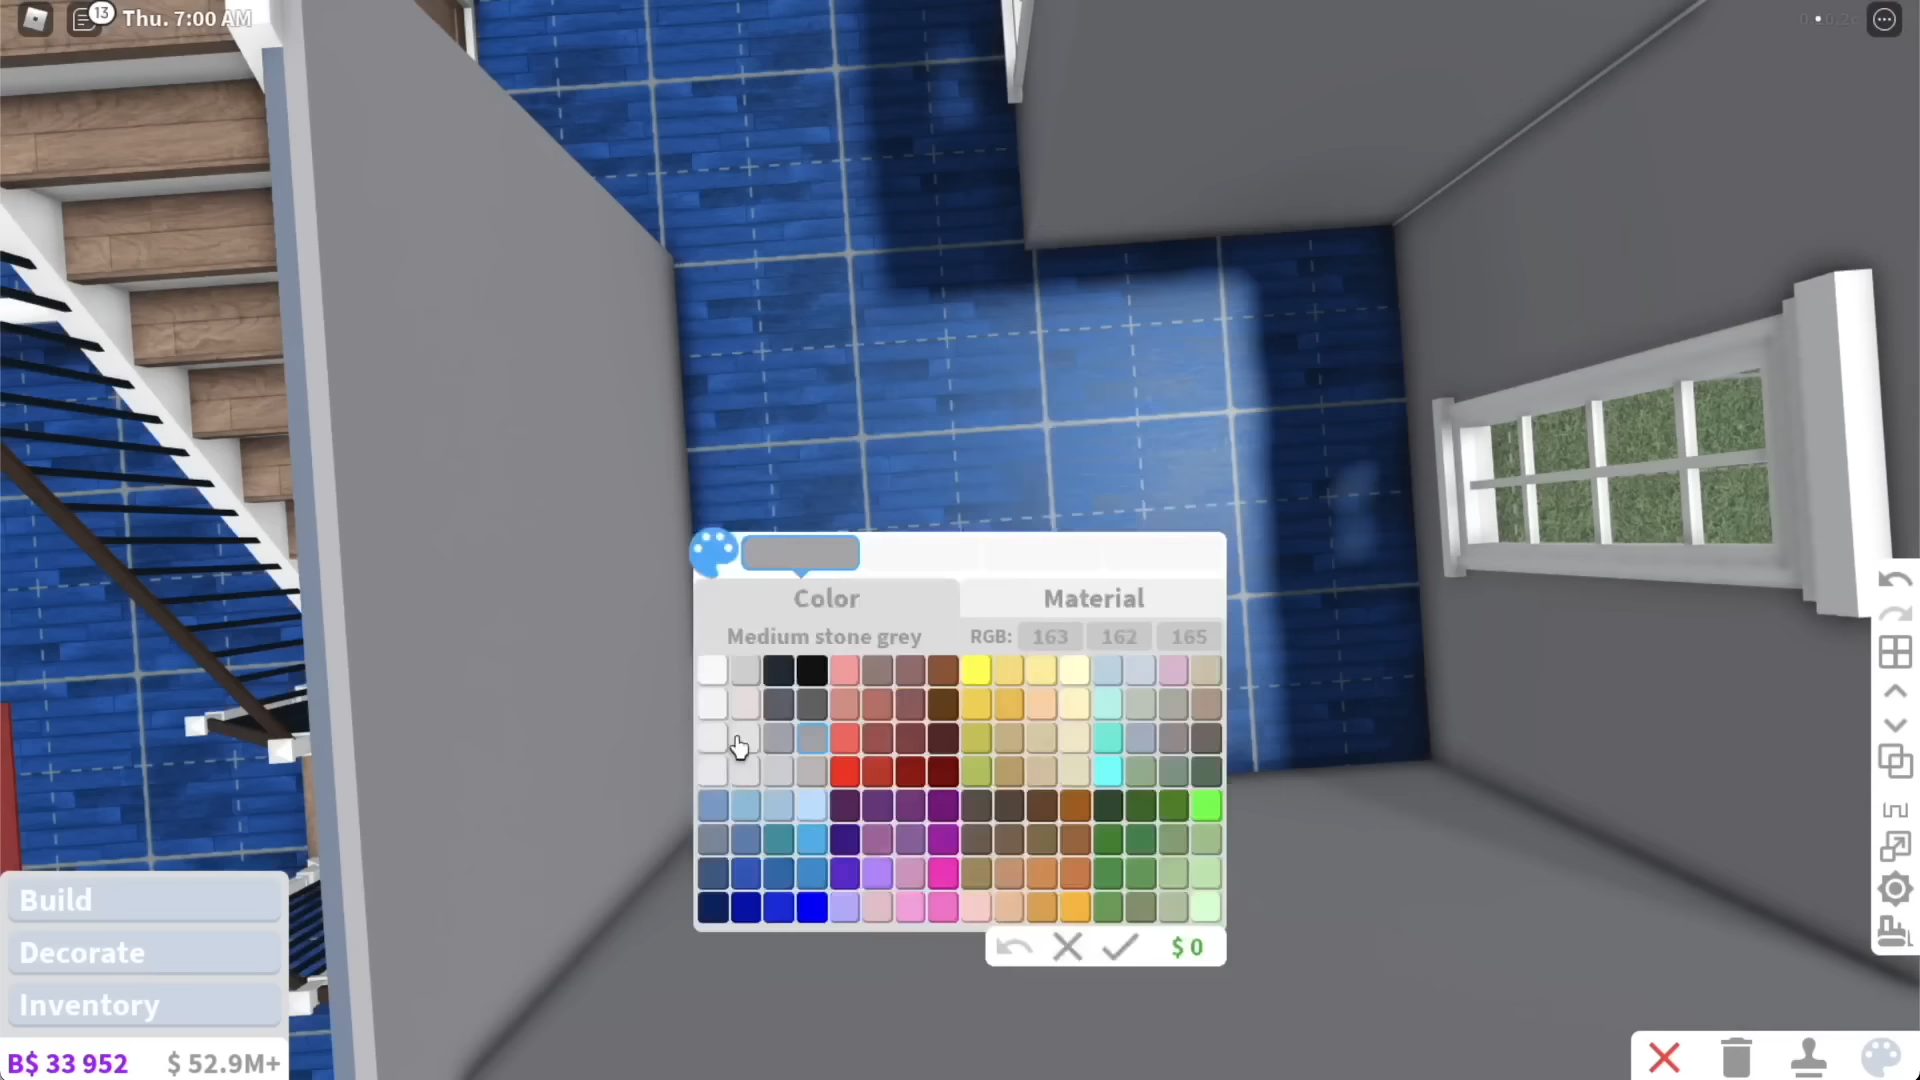 13 Thu. 7:00 AM
Color
Material
Medium stone grey
RGB: 163 162 165
$ 0
Build
Decorate
Inventory
B$ 33 952 $ 52.9M+